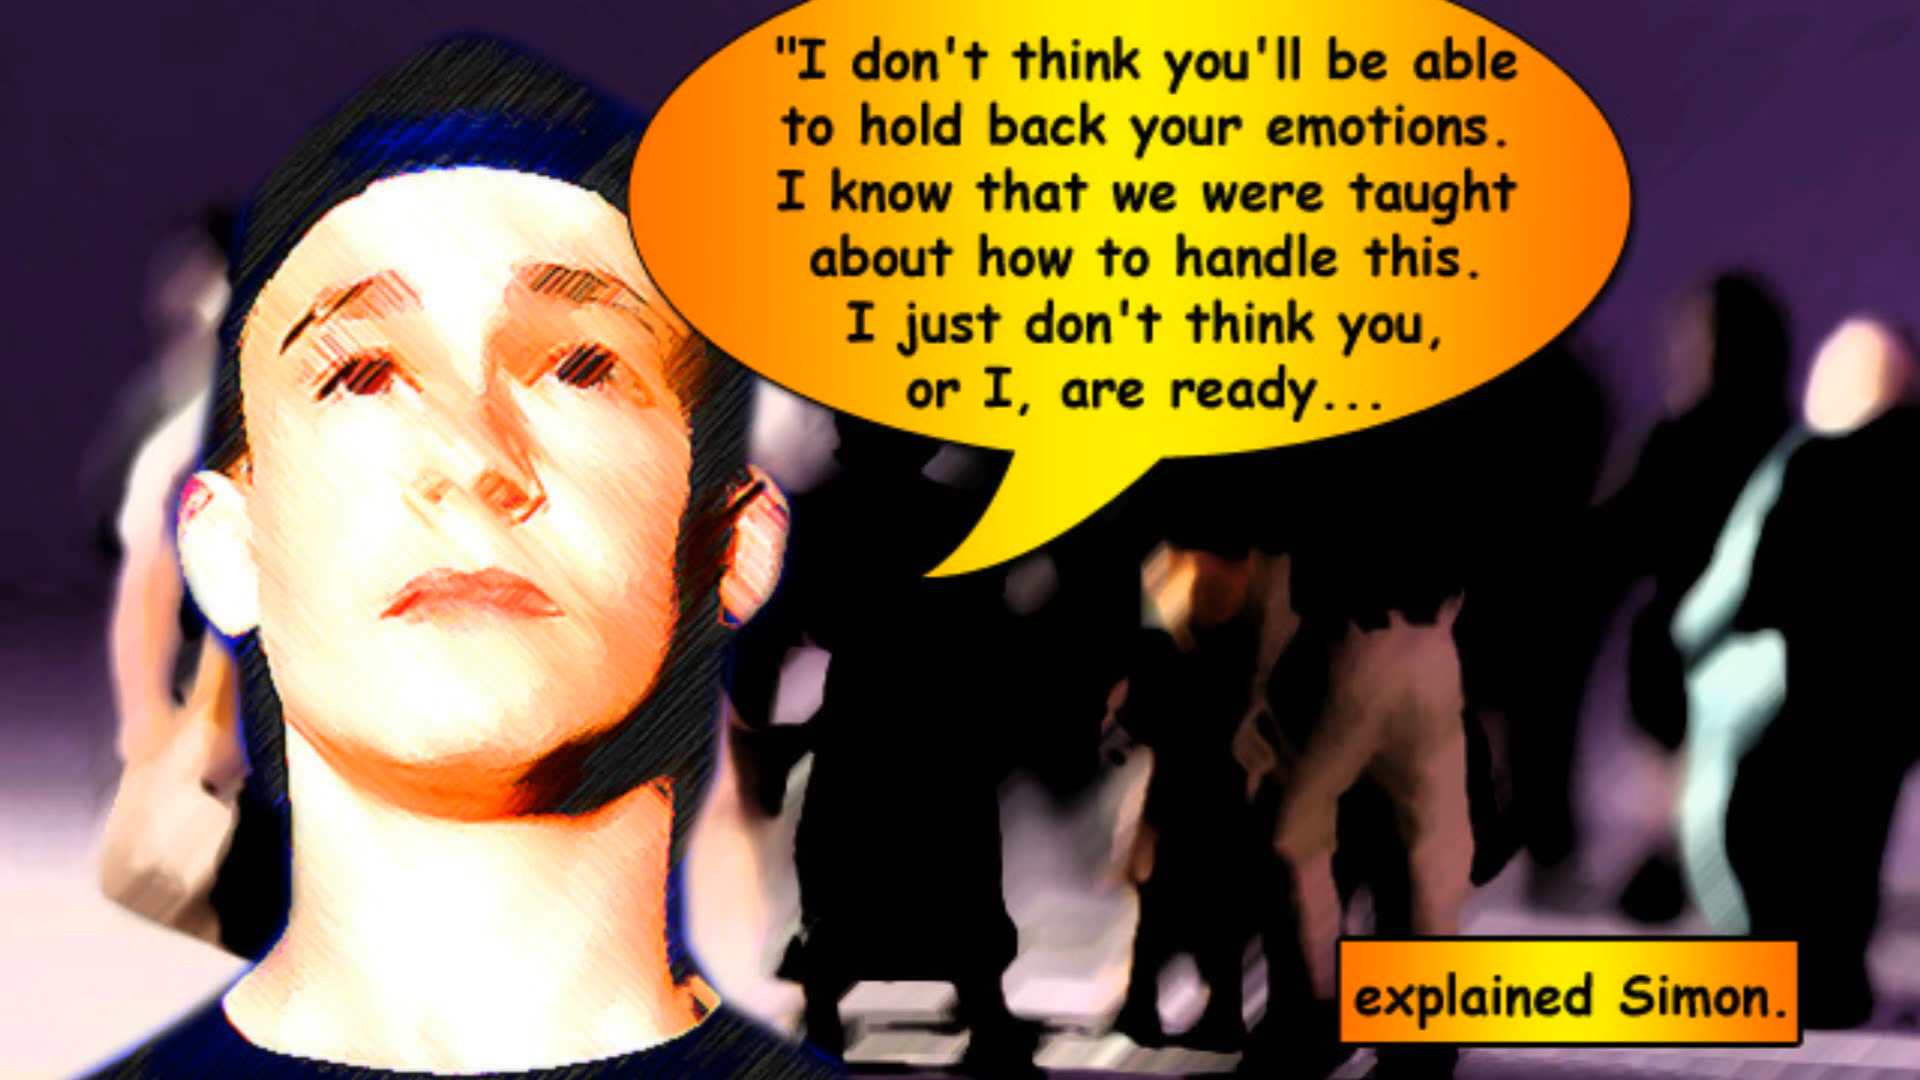 "I don't think you'll be able
to hold back your emotions.
I know that we were taught
about how to handle this.
I just don't think you,
or I, are ready...
explained Simon.